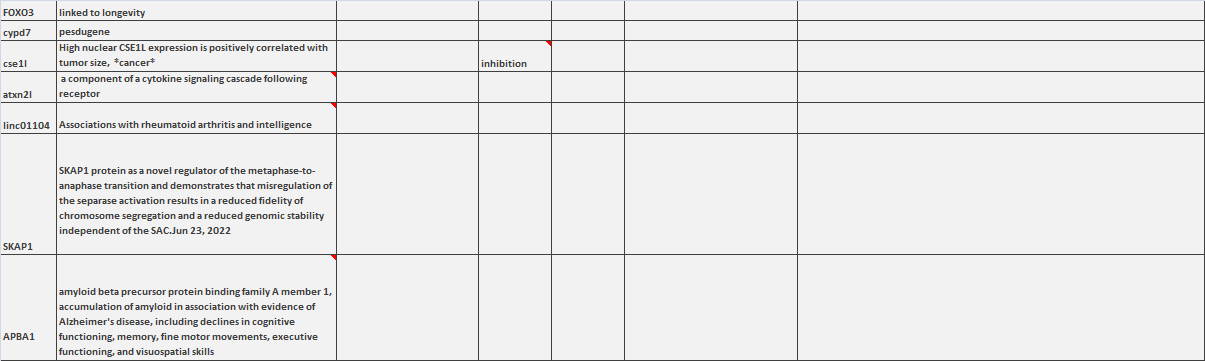 FOXO3 linked to longevity
cypd7 pesdugene
High nuclear CSE1L expression is positively correlated with
cse1l tumor size, *cancer* inhibition
a component of a cytokine signaling cascade following
atxn2l receptor
linc01104 Associations with rheumatoid arthritis and intelligence
SKAP1 protein as a novel regulator of the metaphase-to-
anaphase transition and demonstrates that misregulation of
the separase activation results in a reduced fidelity of
chromosome segregation and a reduced genomic stability
independent of the SAC.Jun 23, 2022
SKAP1
amyloid beta precursor protein binding family A member 1,
accumulation of amyloid in association with evidence of
Alzheimer's disease, including declines in cognitive
APBA1 functioning, memory, fine motor movements, executive
functioning, and visuospatial skills